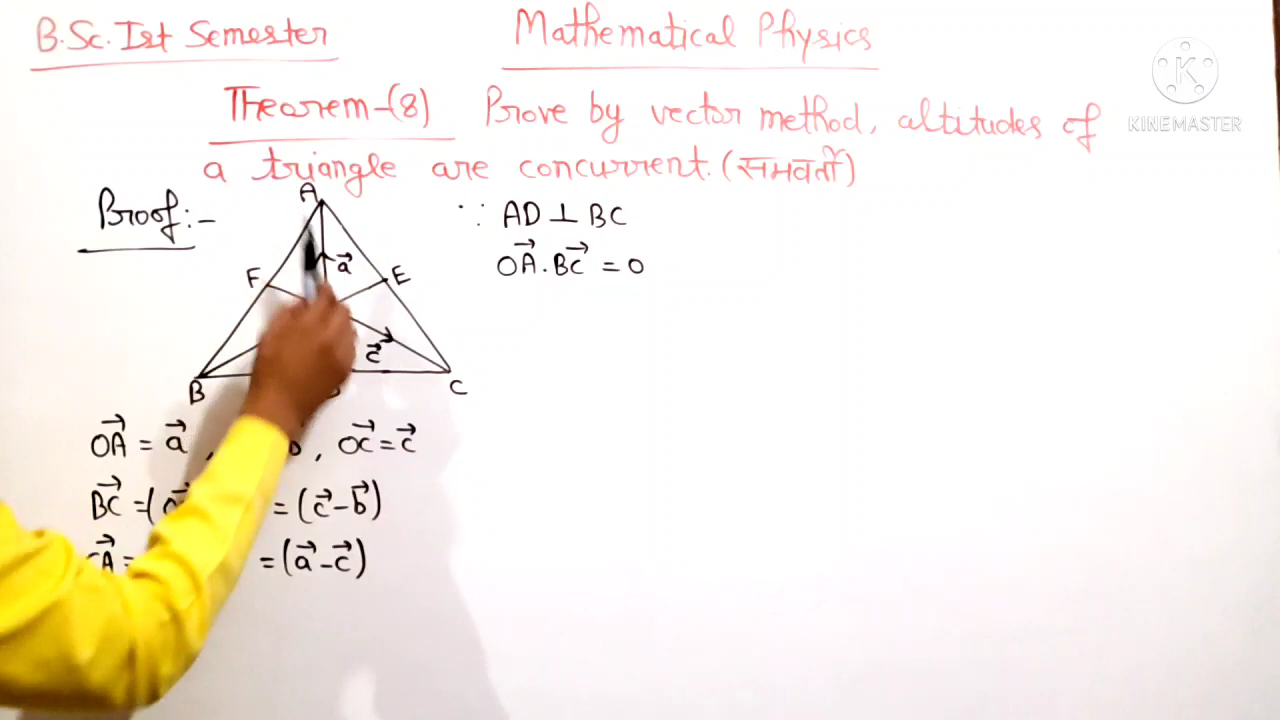 B.Sc. Ist Semester
Mathematical Physics
KINEMASTER
Theorem-(8) Prove by vector method, altitudes of
a triangle are concurrent. (समवर्ती)
Proof:-
A
F
a⃗
E
c⃗
B
C
∵ AD ⊥ BC
OA⃗ . BC⃗ = 0
OA⃗ = a⃗ , , OC⃗ = c⃗
BC⃗ = ( = (c⃗ - b⃗)
CA⃗ = = (a⃗ - c⃗)